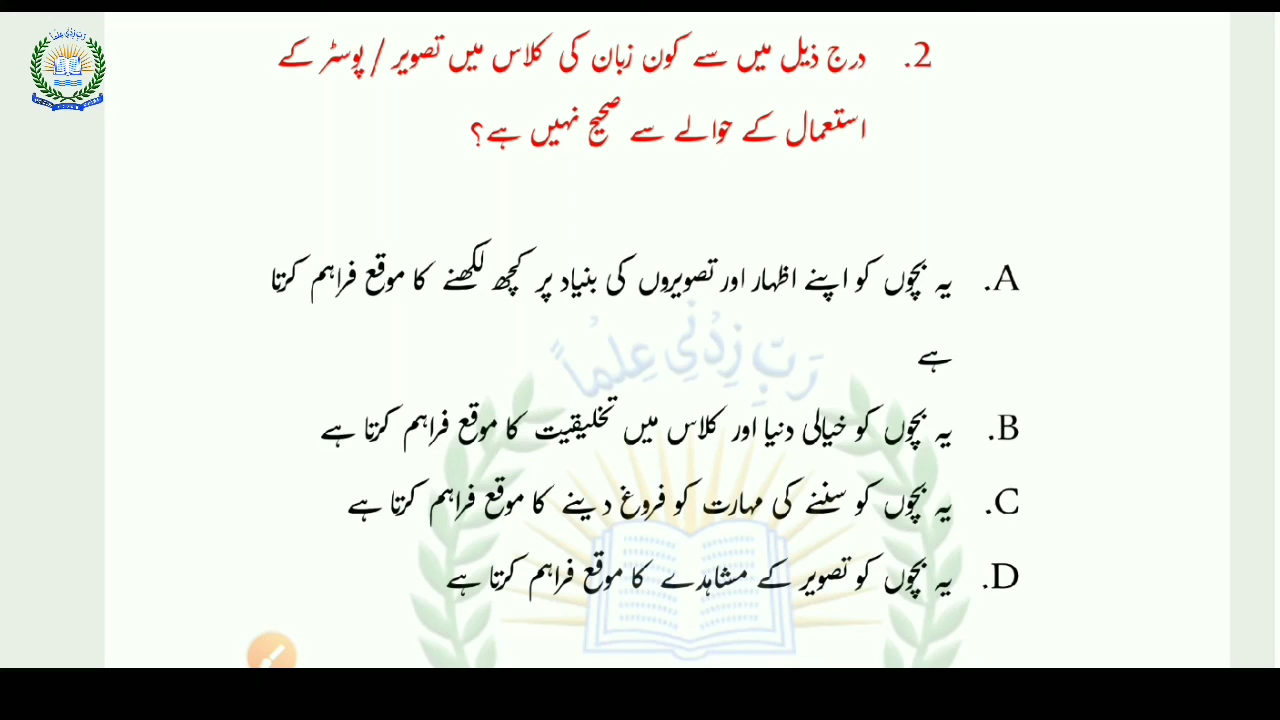 2. درج ذیل میں سے کون زبان کی کلاس میں تصویر / پوسٹر کے
استعمال کے حوالے سے صحیح نہیں ہے؟
A. یہ بچوں کو اپنے اظہار اور تصویروں کی بنیاد پر کچھ لکھنے کا موقع فراہم کرتا
ہے
B. یہ بچوں کو خیالی دنیا اور کلاس میں تخلیقیت کا موقع فراہم کرتا ہے
C. یہ بچوں کو سننے کی مہارت کو فروغ دینے کا موقع فراہم کرتا ہے
D. یہ بچوں کو تصویر کے مشاہدے کا موقع فراہم کرتا ہے
رَبِّ زِدْنِي عِلْماً